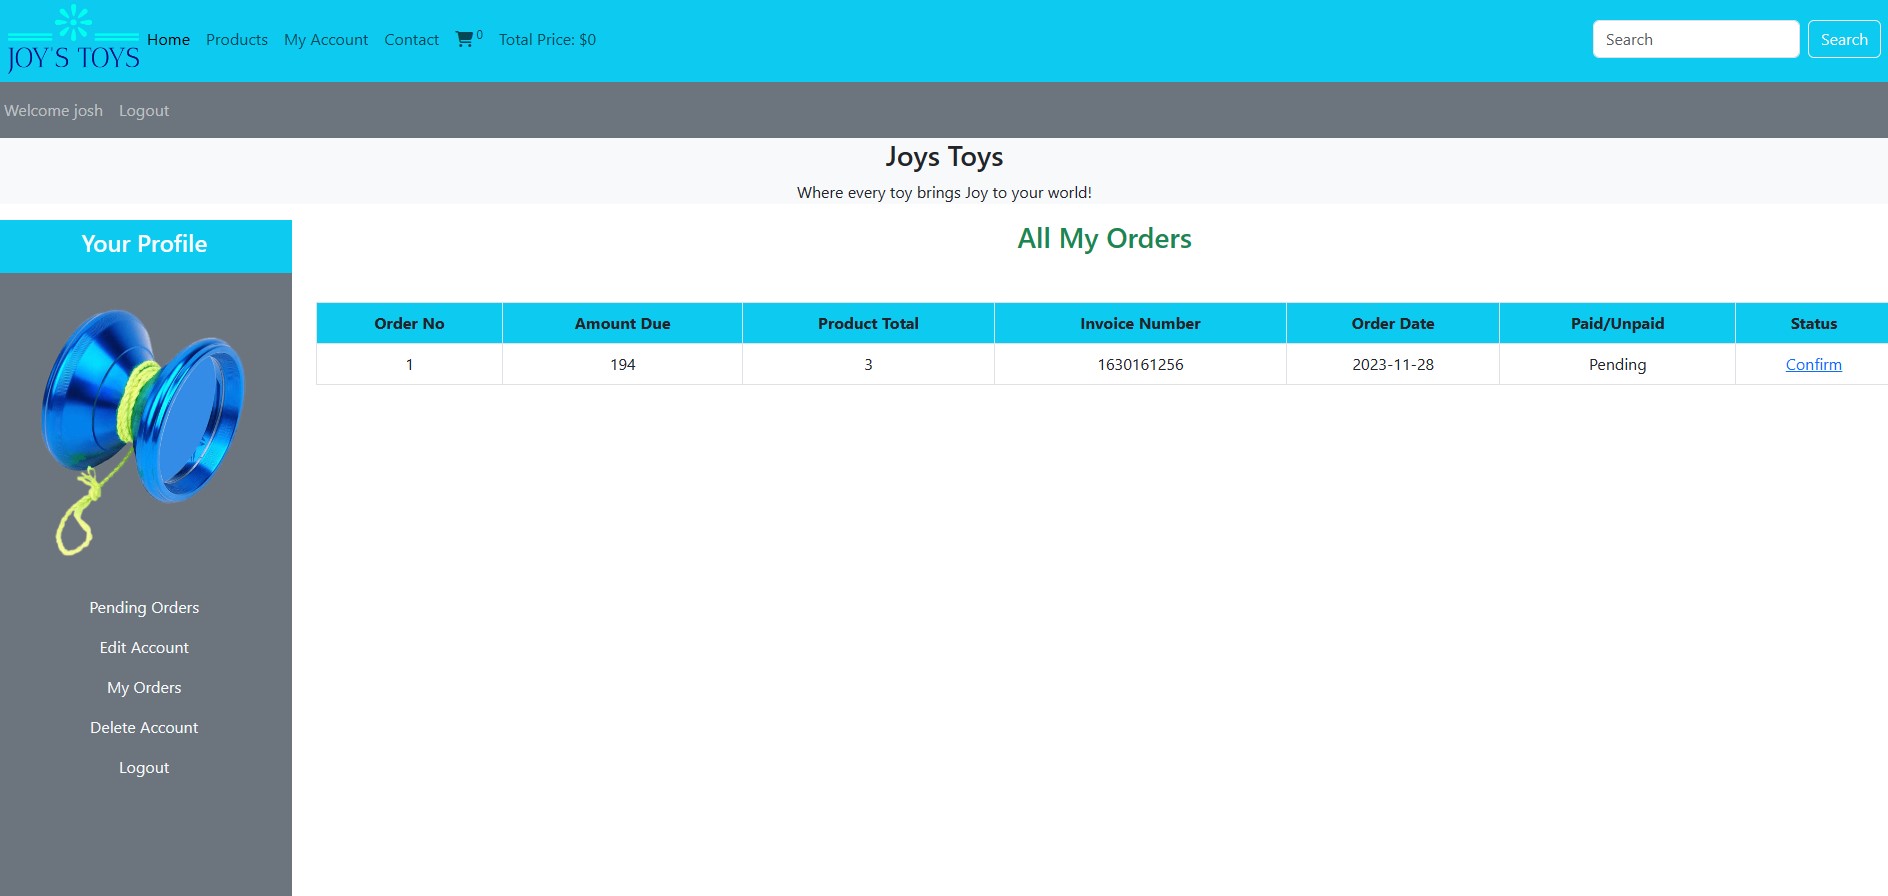 JOY'S TOYS
Home Products My Account Contact 0 Total Price: $0 Search Search
Welcome josh Logout
Joys Toys
Where every toy brings Joy to your world!
Your Profile
Pending Orders
Edit Account
My Orders
Delete Account
Logout
All My Orders
Order No Amount Due Product Total Invoice Number Order Date Paid/Unpaid Status
1 194 3 1630161256 2023-11-28 Pending Confirm